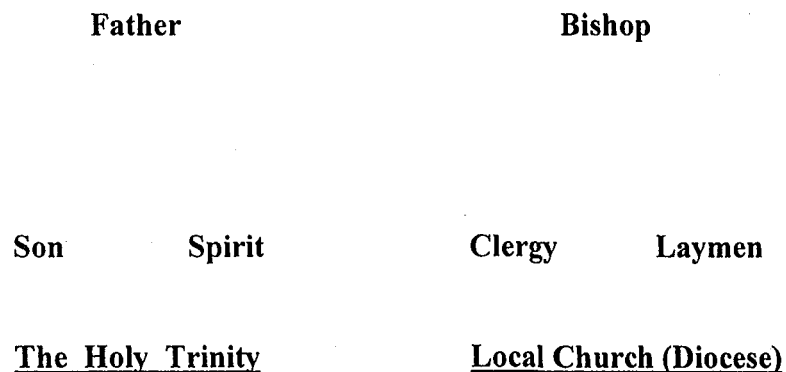 Father Bishop
Son Spirit Clergy Laymen
The Holy Trinity Local Church (Diocese)